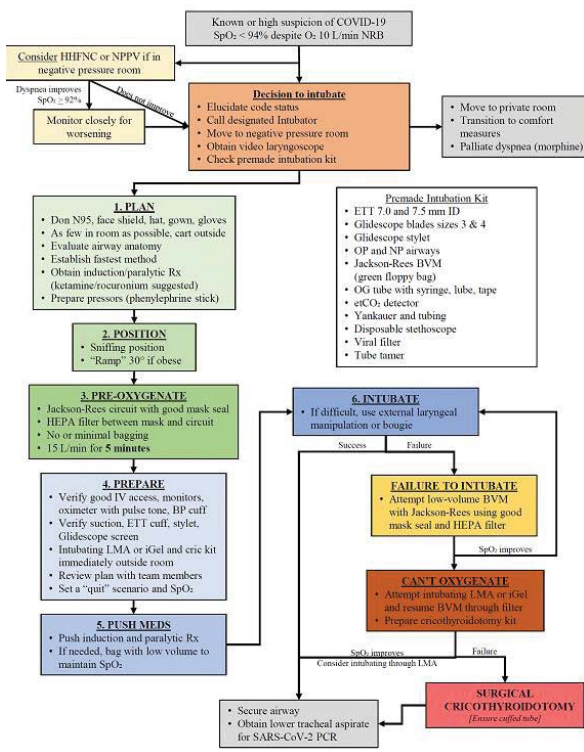 Known or high suspicion of COVID-19
SpO₂ < 94% despite O₂ 10 L/min NRB
Consider HHFNC or NPPV if in
negative pressure room
Dyspnea improves
SpO₂ ≥ 92%
Does not improve
Monitor closely for
worsening
Decision to intubate
• Elucidate code status
• Call designated Intubator
• Move to negative pressure room
• Obtain video laryngoscope
• Check premade intubation kit
• Move to private room
• Transition to comfort
measures
• Palliate dyspnea (morphine)
1. PLAN
• Don N95, face shield, hat, gown, gloves
• As few in room as possible, cart outside
• Evaluate airway anatomy
• Establish fastest method
• Obtain induction/paralytic Rx
(ketamine/rocuronium suggested)
• Prepare pressors (phenylephrine stick)
Premade Intubation Kit
• ETT 7.0 and 7.5 mm ID
• Glidescope blades sizes 3 & 4
• Glidescope stylet
• OP and NP airways
• Jackson-Rees BVM
(green floppy bag)
• OG tube with syringe, lube, tape
• etCO₂ detector
• Yankauer and tubing
• Disposable stethoscope
• Viral filter
• Tube tamer
2. POSITION
• Sniffing position
• “Ramp” 30° if obese
3. PRE-OXYGENATE
• Jackson-Rees circuit with good mask seal
• HEPA filter between mask and circuit
• No or minimal bagging
• 15 L/min for 5 minutes
4. PREPARE
• Verify good IV access, monitors,
oximeter with pulse tone, BP cuff
• Verify suction, ETT cuff, stylet,
Glidescope screen
• Intubating LMA or iGel and cric kit
immediately outside room
• Review plan with team members
• Set a “quit” scenario and SpO₂
5. PUSH MEDS
• Push induction and paralytic Rx
• If needed, bag with low volume to
maintain SpO₂
6. INTUBATE
• If difficult, use external laryngeal
manipulation or bougie
Success
Failure
FAILURE TO INTUBATE
• Attempt low-volume BVM
with Jackson-Rees using good
mask seal and HEPA filter
SpO₂ improves
CAN'T OXYGENATE
• Attempt intubating LMA or iGel
and resume BVM through filter
• Prepare cricothyroidotomy kit
SpO₂ improves
Consider intubating through LMA
Failure
SURGICAL
CRICOTHYROIDOTOMY
[Ensure cuffed tube]
• Secure airway
• Obtain lower tracheal aspirate
for SARS-CoV-2 PCR